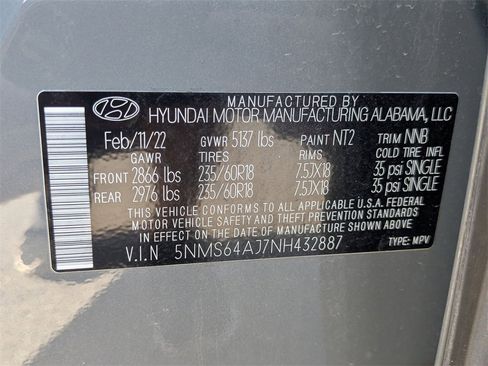 MANUFACTURED BY
HYUNDAI MOTOR MANUFACTURING ALABAMA, LLC
Feb/11/22 GVWR 5137 lbs PAINT NT2 TRIM NNB
GAWR TIRES RIMS COLD TIRE INFL
FRONT 2866 lbs 235/60R18 7.5JX18 35 psi SINGLE
REAR 2976 lbs 235/60R18 7.5JX18 35 psi SINGLE
THIS VEHICLE CONFORMS TO ALL APPLICABLE U.S. FEDERAL
MOTOR VEHICLE SAFETY STANDARDS IN EFFECT ON THE
DATE OF MANUFACTURE SHOWN ABOVE
V.I.N 5NMS64AJ7NH432887 TYPE: MPV